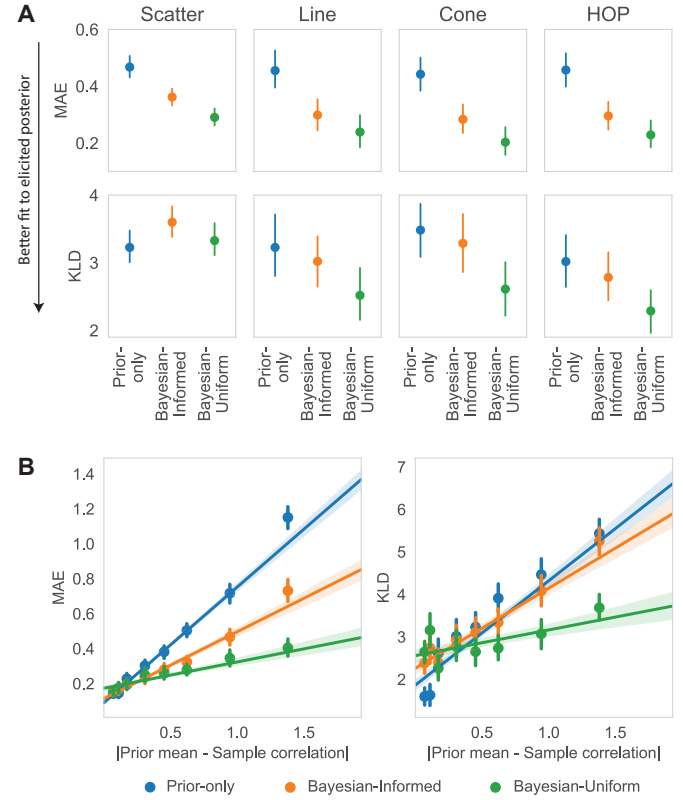 A
Scatter
Line
Cone
HOP
Better fit to elicited posterior
MAE
0.6
0.4
0.2
KLD
4
3
2
Prior-
only
Bayesian-
Informed
Bayesian-
Uniform
Prior-
only
Bayesian-
Informed
Bayesian-
Uniform
Prior-
only
Bayesian-
Informed
Bayesian-
Uniform
Prior-
only
Bayesian-
Informed
Bayesian-
Uniform
B
MAE
1.4
1.2
1.0
0.8
0.6
0.4
0.2
0.5
1.0
1.5
|Prior mean - Sample correlation|
KLD
7
6
5
4
3
2
0.5
1.0
1.5
|Prior mean - Sample correlation|
Prior-only
Bayesian-Informed
Bayesian-Uniform